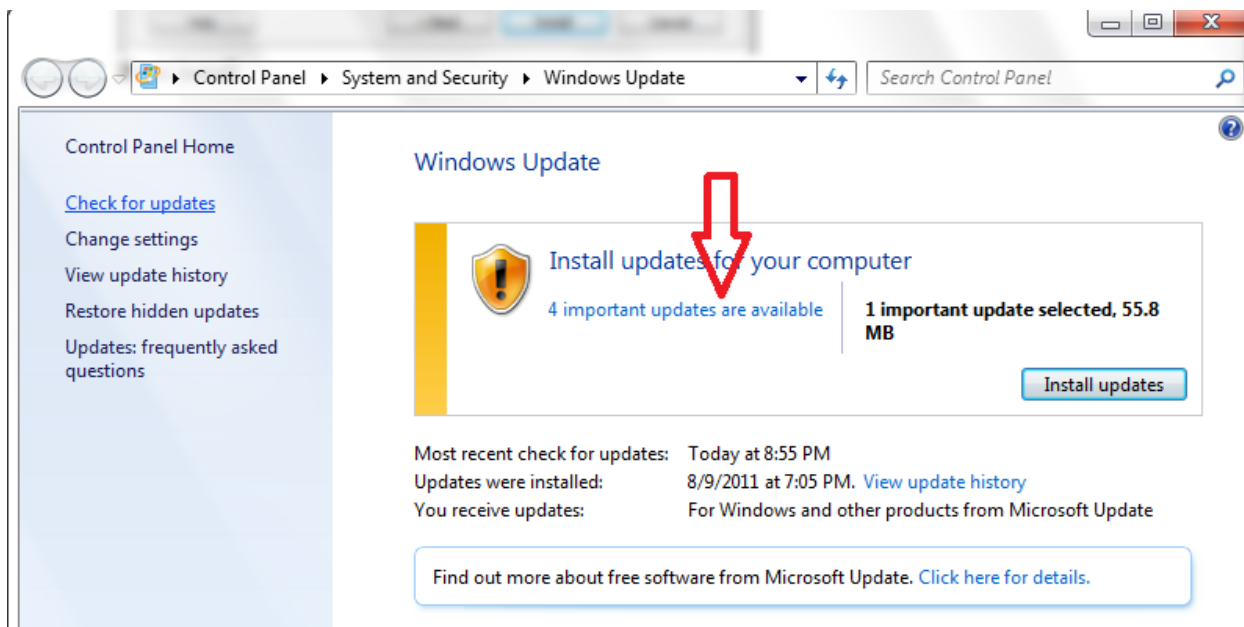 Control Panel ▸ System and Security ▸ Windows Update
Search Control Panel
Control Panel Home
Check for updates
Change settings
View update history
Restore hidden updates
Updates: frequently asked
questions
Windows Update
Install updates for your computer
4 important updates are available
1 important update selected, 55.8
MB
Install updates
Most recent check for updates: Today at 8:55 PM
Updates were installed: 8/9/2011 at 7:05 PM. View update history
You receive updates: For Windows and other products from Microsoft Update
Find out more about free software from Microsoft Update. Click here for details.